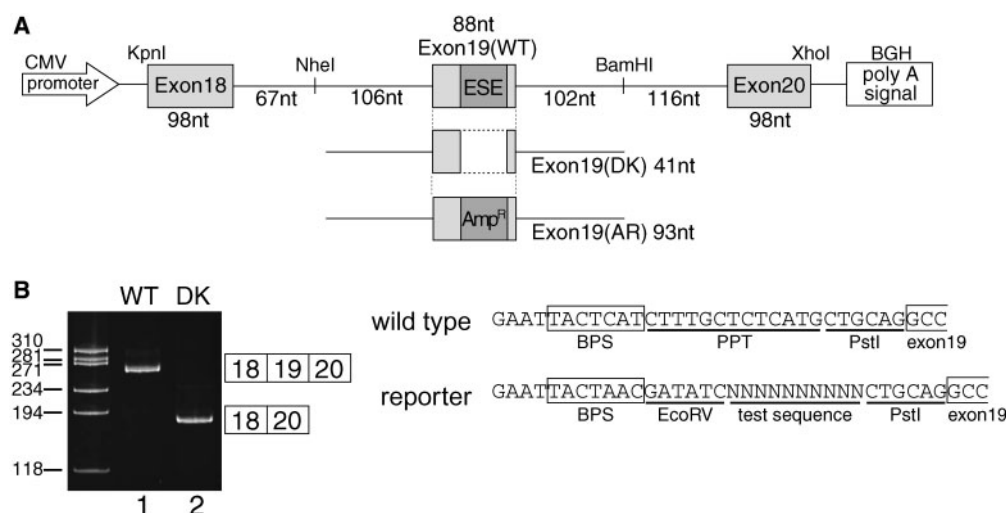 A
88nt
Exon19(WT)
CMV
promoter
KpnI
Exon18
98nt
67nt
NheI
106nt
ESE
102nt
BamHI
116nt
Exon20
98nt
XhoI
BGH
poly A
signal
Exon19(DK) 41nt
AmpR
Exon19(AR) 93nt
B
WT DK
310
281
271
234
194
118
18 19 20
18 20
1 2
wild type GAATTACTCATCTTTGCTCTCATGCTGCAGGCC
BPS PPT PstI exon19
reporter GAATTACTAACGATATCNNNNNNNNNNCTGCAGGCC
BPS EcoRV test sequence PstI exon19